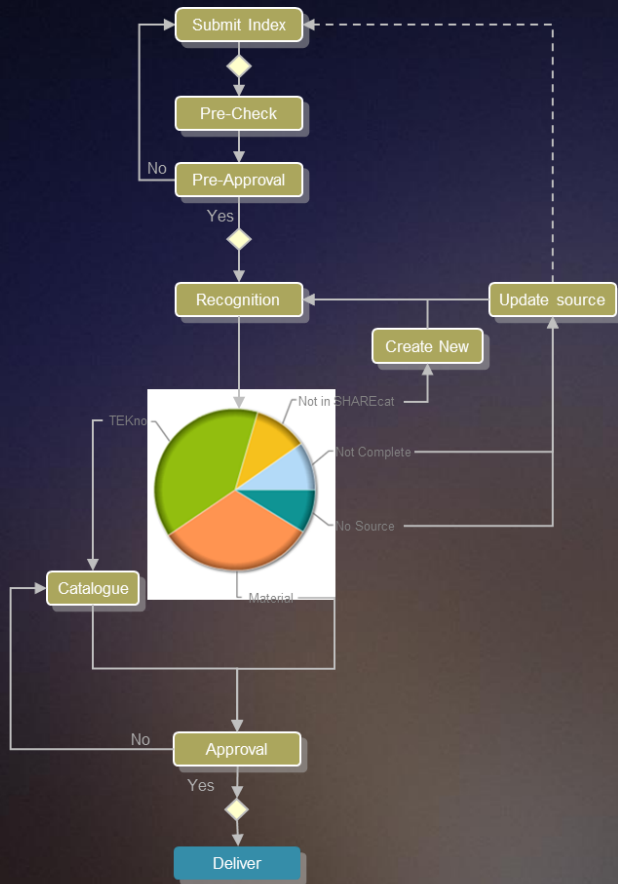 Submit Index
Pre-Check
No
Pre-Approval
Yes
Recognition
Update source
Create New
Not in SHAREcat
TEKno
Not Complete
No Source
Catalogue
Material
No
Approval
Yes
Deliver